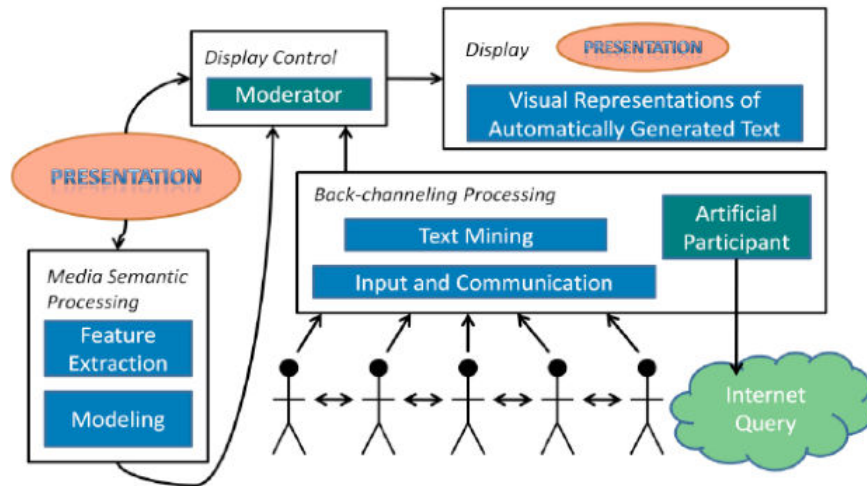 Display Control
Moderator
Display
PRESENTATION
Visual Representations of
Automatically Generated Text
PRESENTATION
Back-channeling Processing
Text Mining
Input and Communication
Artificial
Participant
Media Semantic
Processing
Feature
Extraction
Modeling
Internet
Query